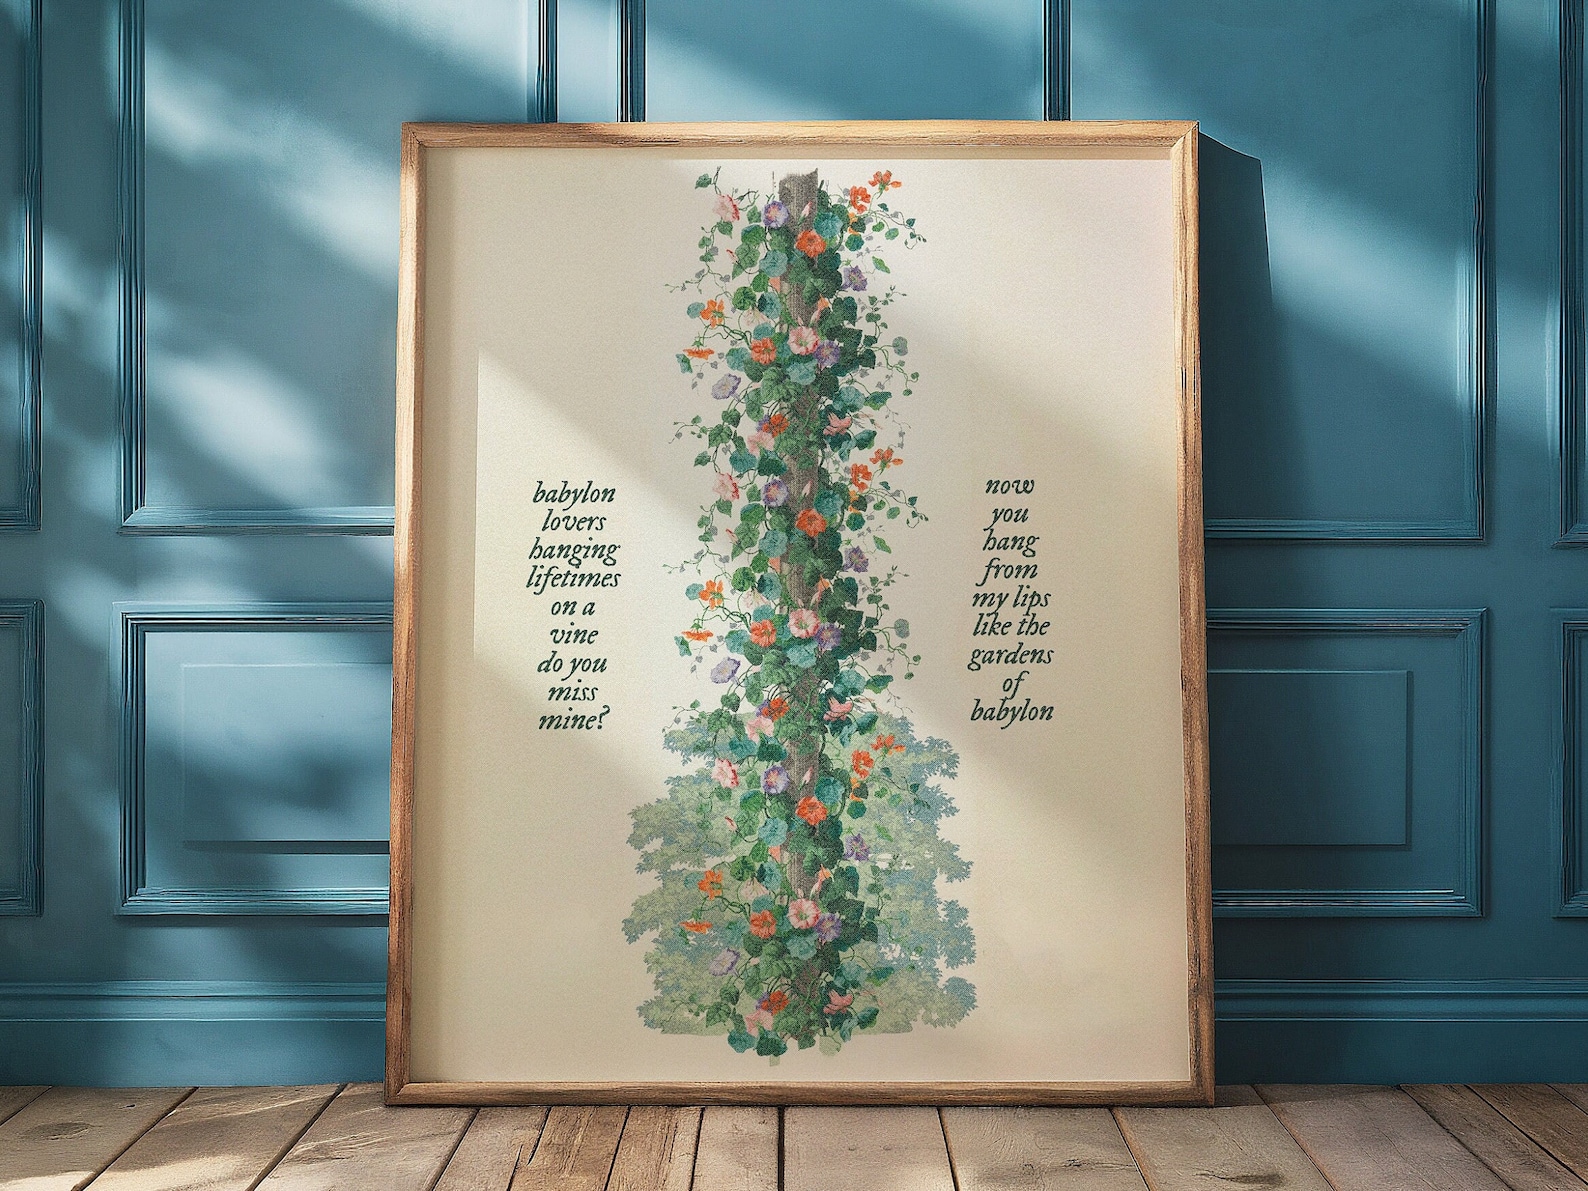 babylon
lovers
hanging
lifetimes
on a
vine
do you
miss
mine?
now
you
hang
from
my lips
like the
gardens
of
babylon